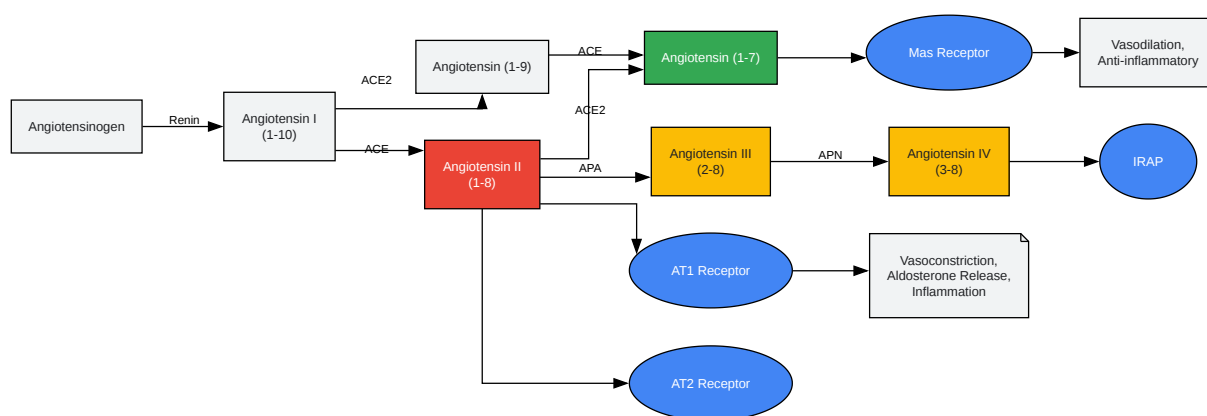 Angiotensinogen
Renin
Angiotensin I
(1-10)
ACE2
ACE
Angiotensin (1-9)
ACE
Angiotensin (1-7)
Mas Receptor
Vasodilation,
Anti-inflammatory
Angiotensin II
(1-8)
ACE2
APA
Angiotensin III
(2-8)
APN
Angiotensin IV
(3-8)
IRAP
AT1 Receptor
Vasoconstriction,
Aldosterone Release,
Inflammation
AT2 Receptor